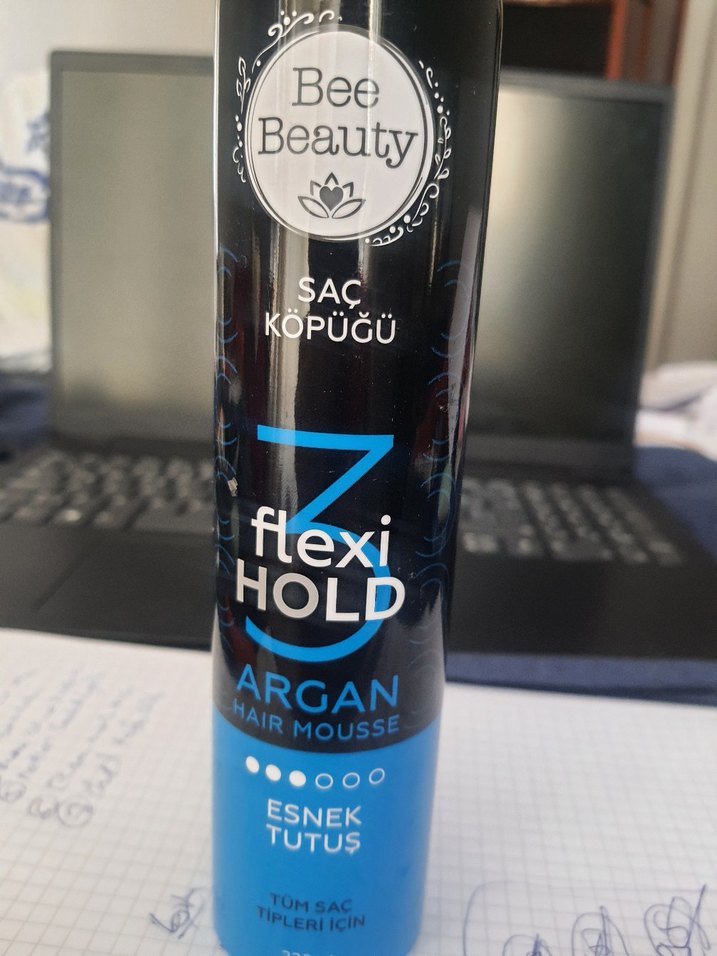 Bee
Beauty
SAÇ
KÖPÜĞÜ
3
flexi
HOLD
ARGAN
HAIR MOUSSE
ESNEK
TUTUŞ
TÜM SAÇ
TİPLERİ İÇİN